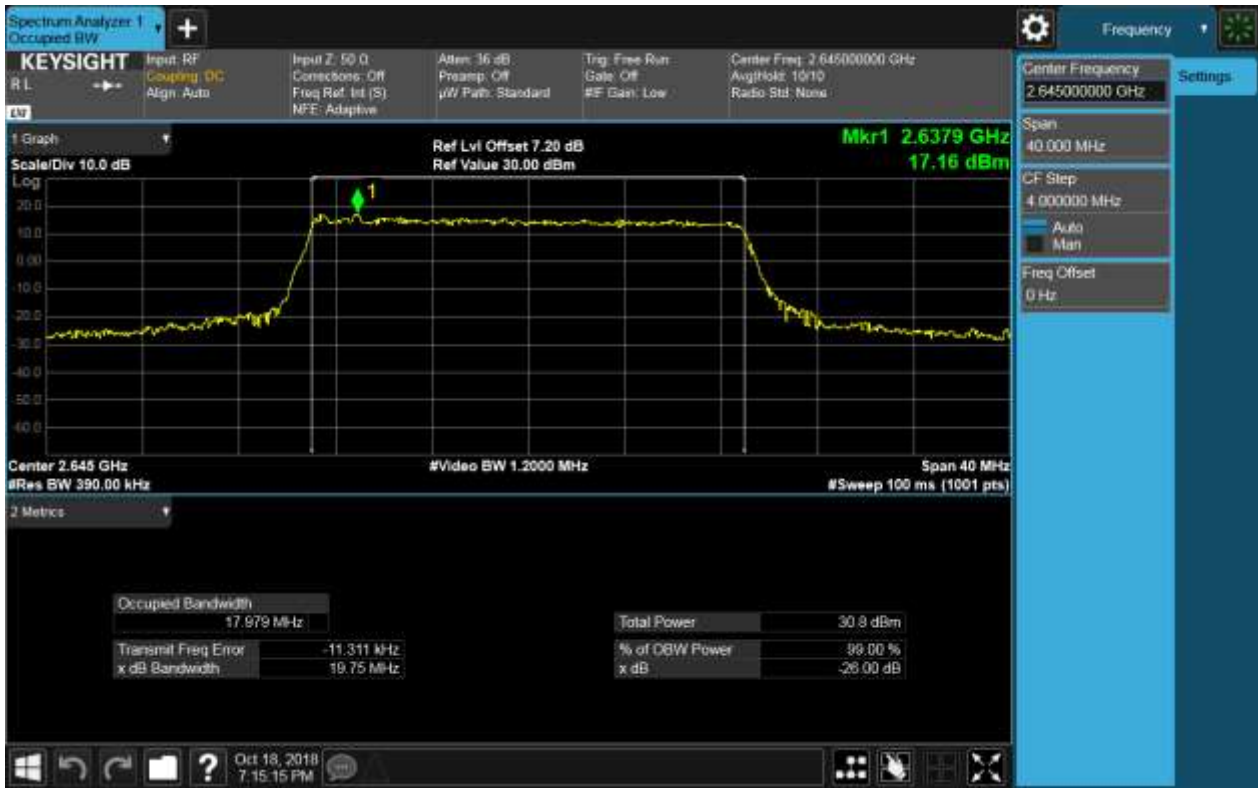 Spectrum Analyzer 1
Occupied BW
+
Frequency
KEYSIGHT
R L
Input: RF
Coupling: DC
Align: Auto
Input Z: 50 Ω
Corrections: Off
Freq Ref: Int (S)
NFE: Adaptive
Atten: 36 dB
Preamp: Off
µW Path: Standard
Trig: Free Run
Gate: Off
#IF Gain: Low
Center Freq: 2.645000000 GHz
Avg|Hold: 10/10
Radio Std: None
Center Frequency
2.645000000 GHz
Settings
Span
40.000 MHz
CF Step
4.000000 MHz
Auto
Man
Freq Offset
0 Hz
1 Graph
Scale/Div 10.0 dB
Ref Lvl Offset 7.20 dB
Ref Value 30.00 dBm
Mkr1 2.6379 GHz
17.16 dBm
Log
20.0
10.0
0.00
-10.0
-20.0
-30.0
-40.0
-50.0
-60.0
1
Center 2.645 GHz
#Video BW 1.2000 MHz
Span 40 MHz
#Res BW 390.00 kHz
#Sweep 100 ms (1001 pts)
2 Metrics
Occupied Bandwidth
17.979 MHz
Total Power 30.8 dBm
Transmit Freq Error -11.311 kHz
% of OBW Power 99.00 %
x dB Bandwidth 19.75 MHz
x dB -26.00 dB
?
Oct 18, 2018
7:15:15 PM